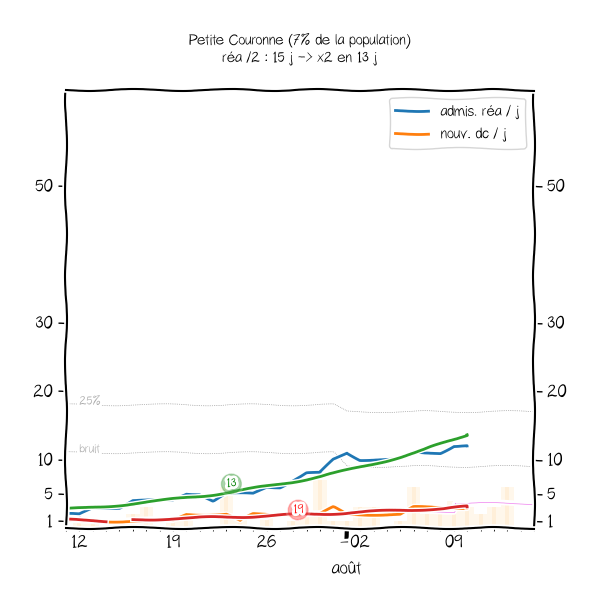 Petite Couronne (7% de la population)
réa /2 : 15 j -> x2 en 13 j
admis. réa / j
nouv. dc / j
50 50
30 30
20 20
25%
bruit
10 10
13
5 5
19
1 1
12 19 26 02 09
août